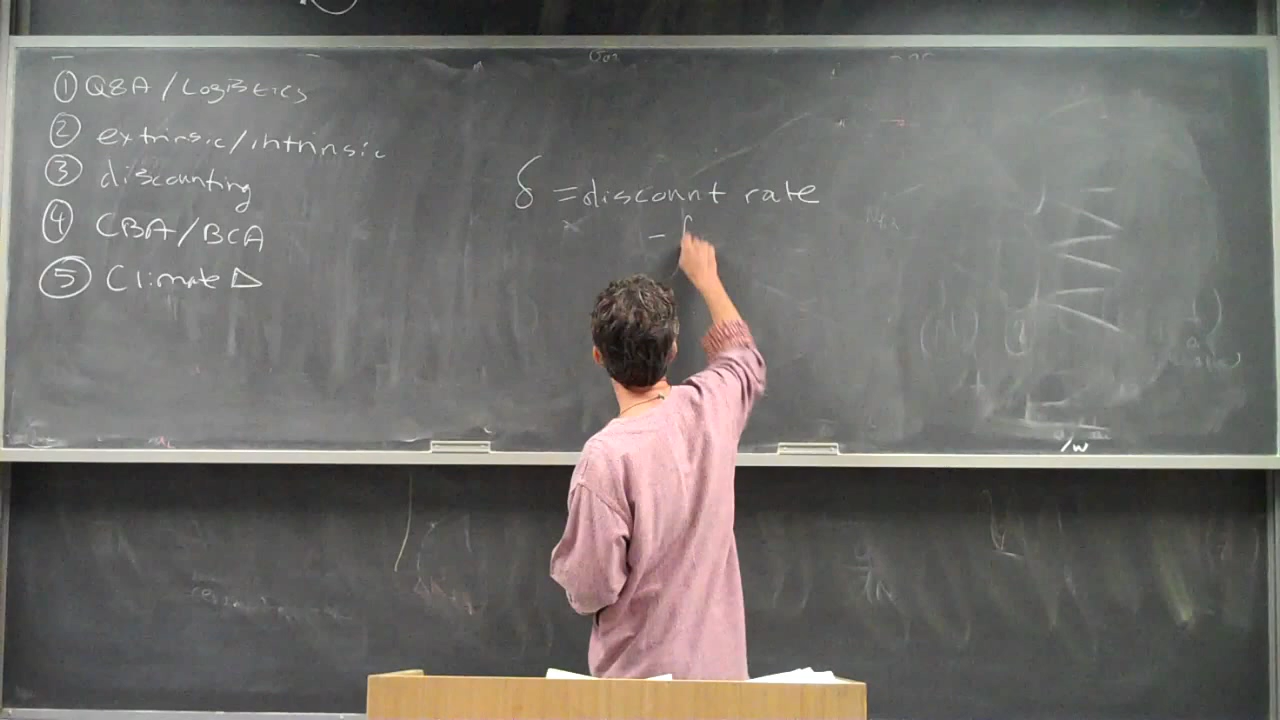 ① Q&A / Logistics
② extrinsic/intrinsic
③ discounting
④ CBA/BCA
⑤ Climate Δ
δ = discount rate
-